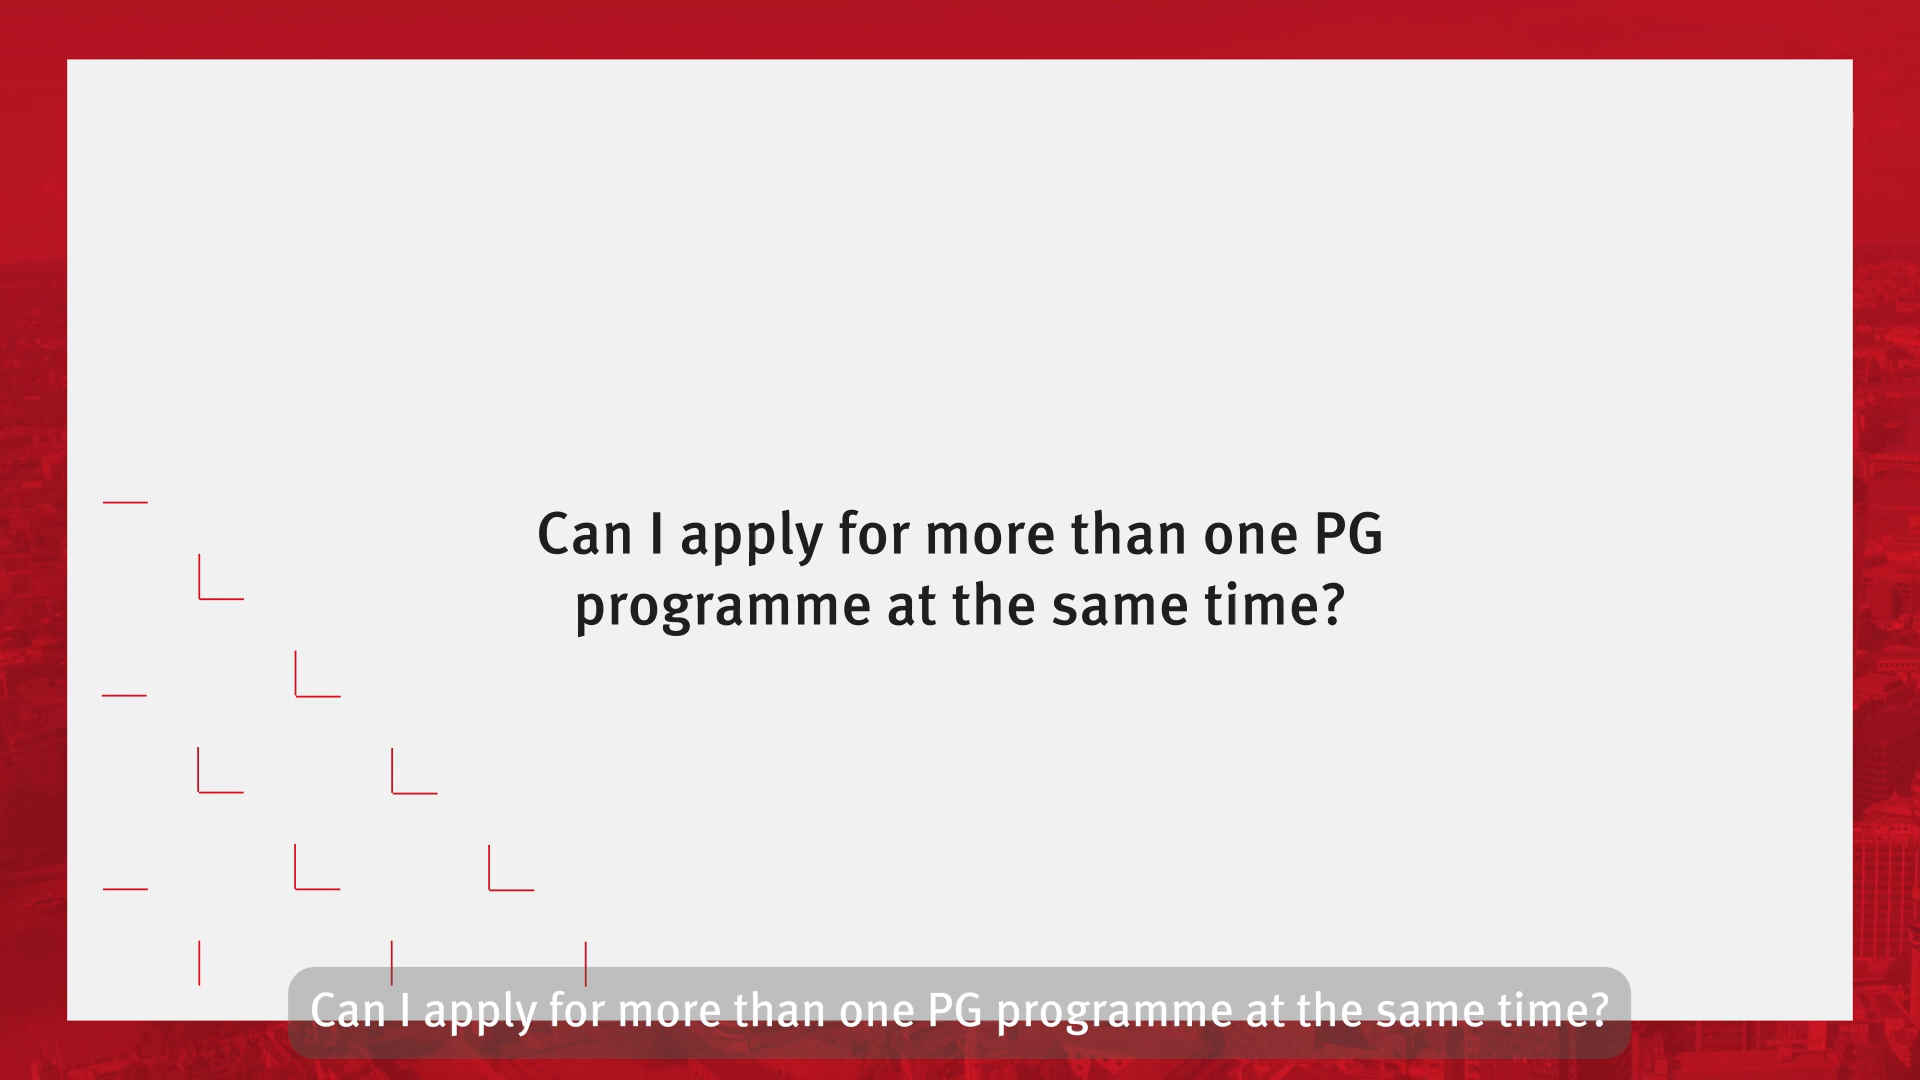 Can I apply for more than one PG
programme at the same time?
Can I apply for more than one PG programme at the same time?